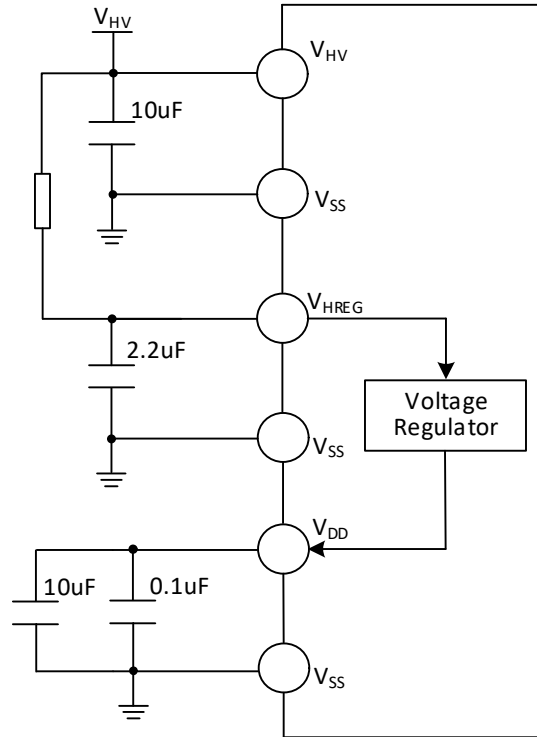 V_HV
V_HV
10uF
V_SS
V_HREG
2.2uF
Voltage
Regulator
V_SS
V_DD
10uF
0.1uF
V_SS